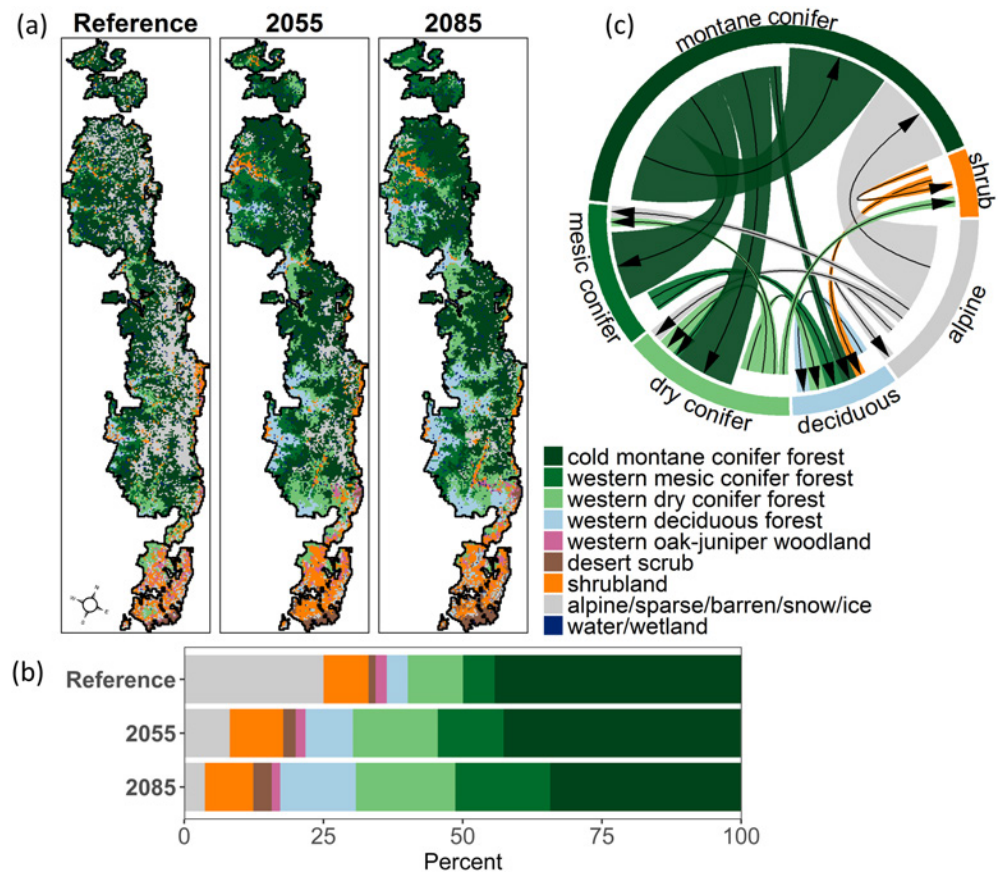 (a)
Reference
2055
2085
(c)
montane conifer
shrub
alpine
deciduous
dry conifer
mesic conifer
cold montane conifer forest
western mesic conifer forest
western dry conifer forest
western deciduous forest
western oak-juniper woodland
desert scrub
shrubland
alpine/sparse/barren/snow/ice
water/wetland
(b)
Reference
2055
2085
0 25 50 75 100
Percent